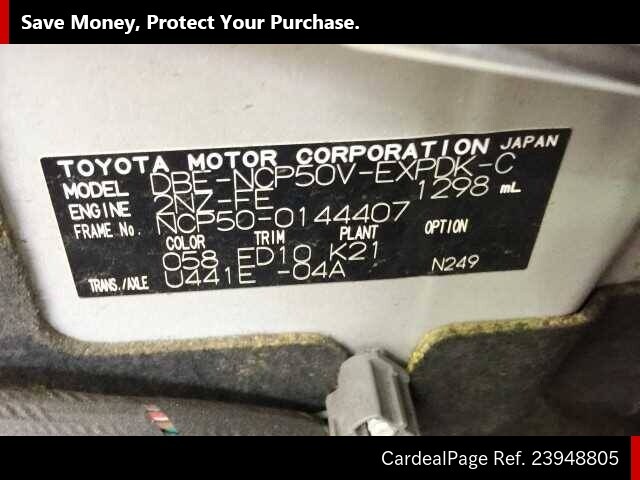 Save Money, Protect Your Purchase.
TOYOTA MOTOR CORPORATION JAPAN
MODEL DBE-NCP50V-EXPDK-C
ENGINE 2NZ-FE 1298 mL
FRAME No. NCP50-0144407
COLOR TRIM PLANT OPTION
058 ED10 K21
TRANS./AXLE U441E -04A N249
CardealPage Ref. 23948805